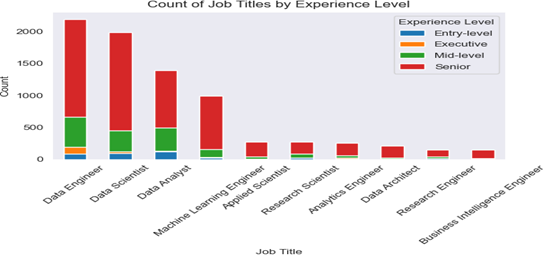 Count of Job Titles by Experience Level
Experience Level
Entry-level
Executive
Mid-level
Senior
2000
1500
1000
500
0
Count
Data Engineer
Data Scientist
Data Analyst
Machine Learning Engineer
Applied Scientist
Research Scientist
Analytics Engineer
Data Architect
Research Engineer
Business Intelligence Engineer
Job Title